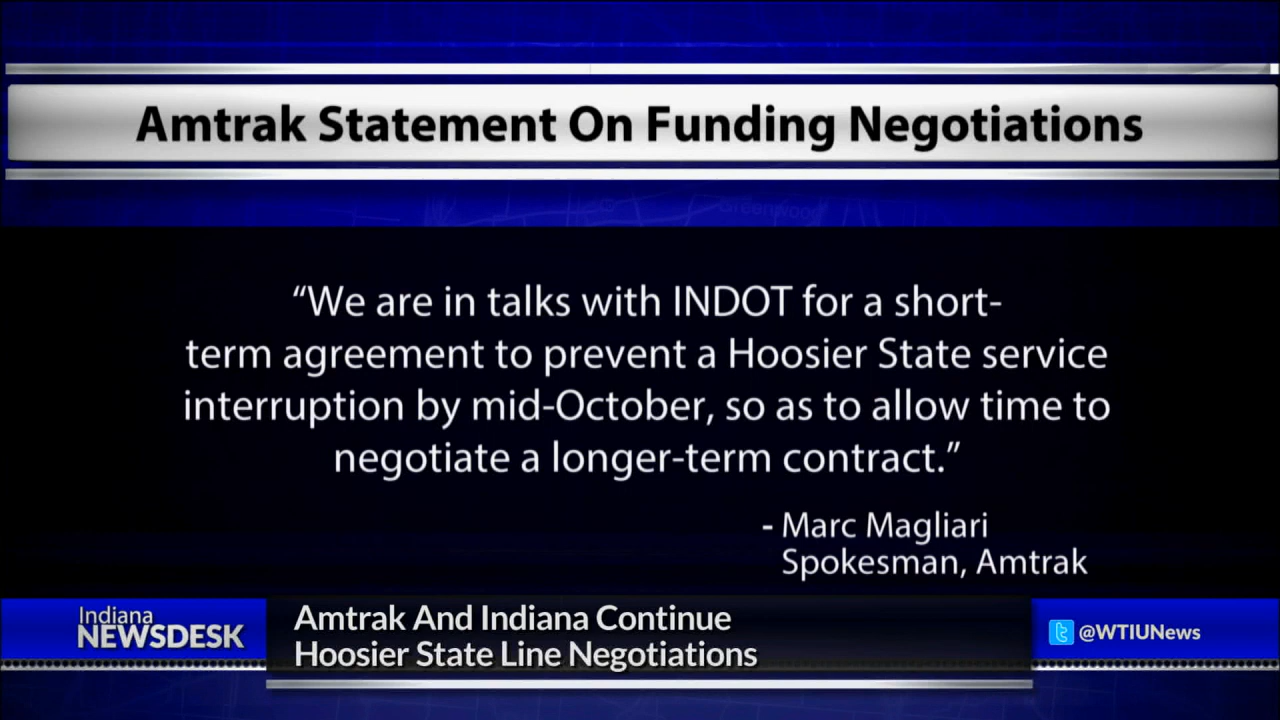 Amtrak Statement On Funding Negotiations
Greenwood
“We are in talks with INDOT for a short-
term agreement to prevent a Hoosier State service
interruption by mid-October, so as to allow time to
negotiate a longer-term contract.”
- Marc Magliari
Spokesman, Amtrak
Indiana
NEWSDESK
Amtrak And Indiana Continue
Hoosier State Line Negotiations
@WTIUNews